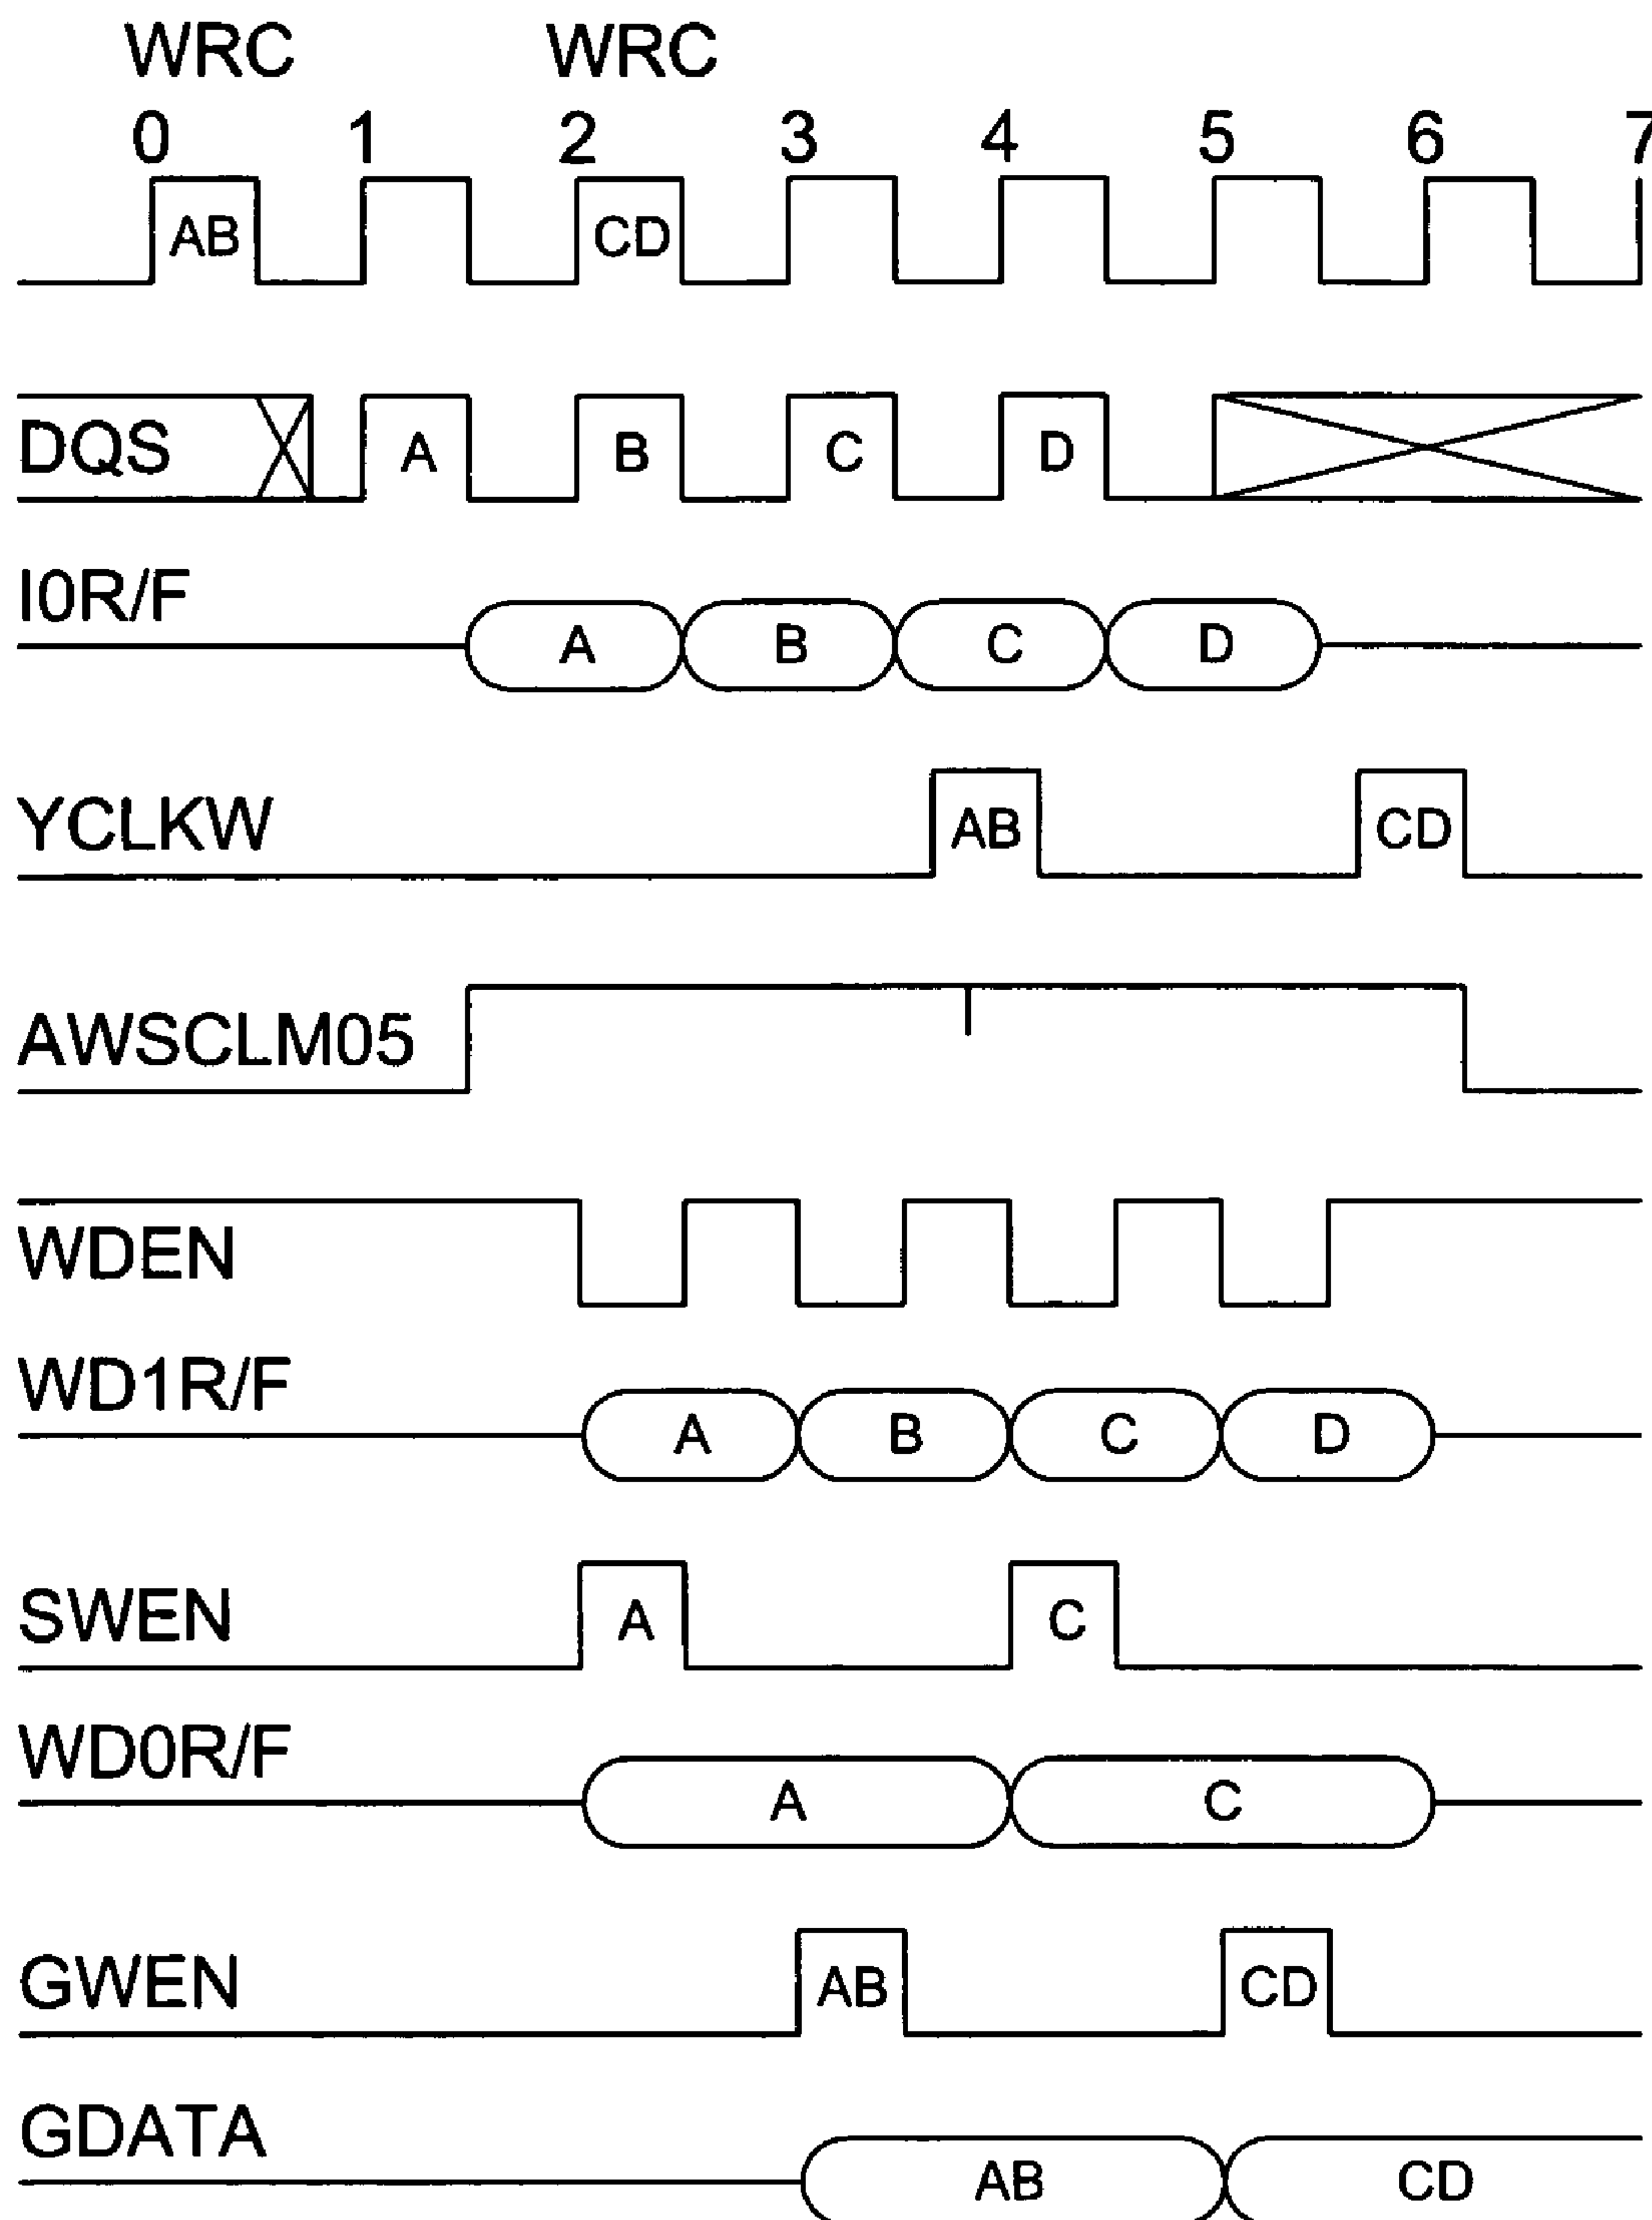 WRC WRC
0 1 2 3 4 5 6 7
AB CD
DQS A B C D
I0R/F
A B C D
YCLKW AB CD
AWSCLM05
WDEN
WD1R/F
A B C D
SWEN A C
WD0R/F
A C
GWEN AB CD
GDATA
AB CD